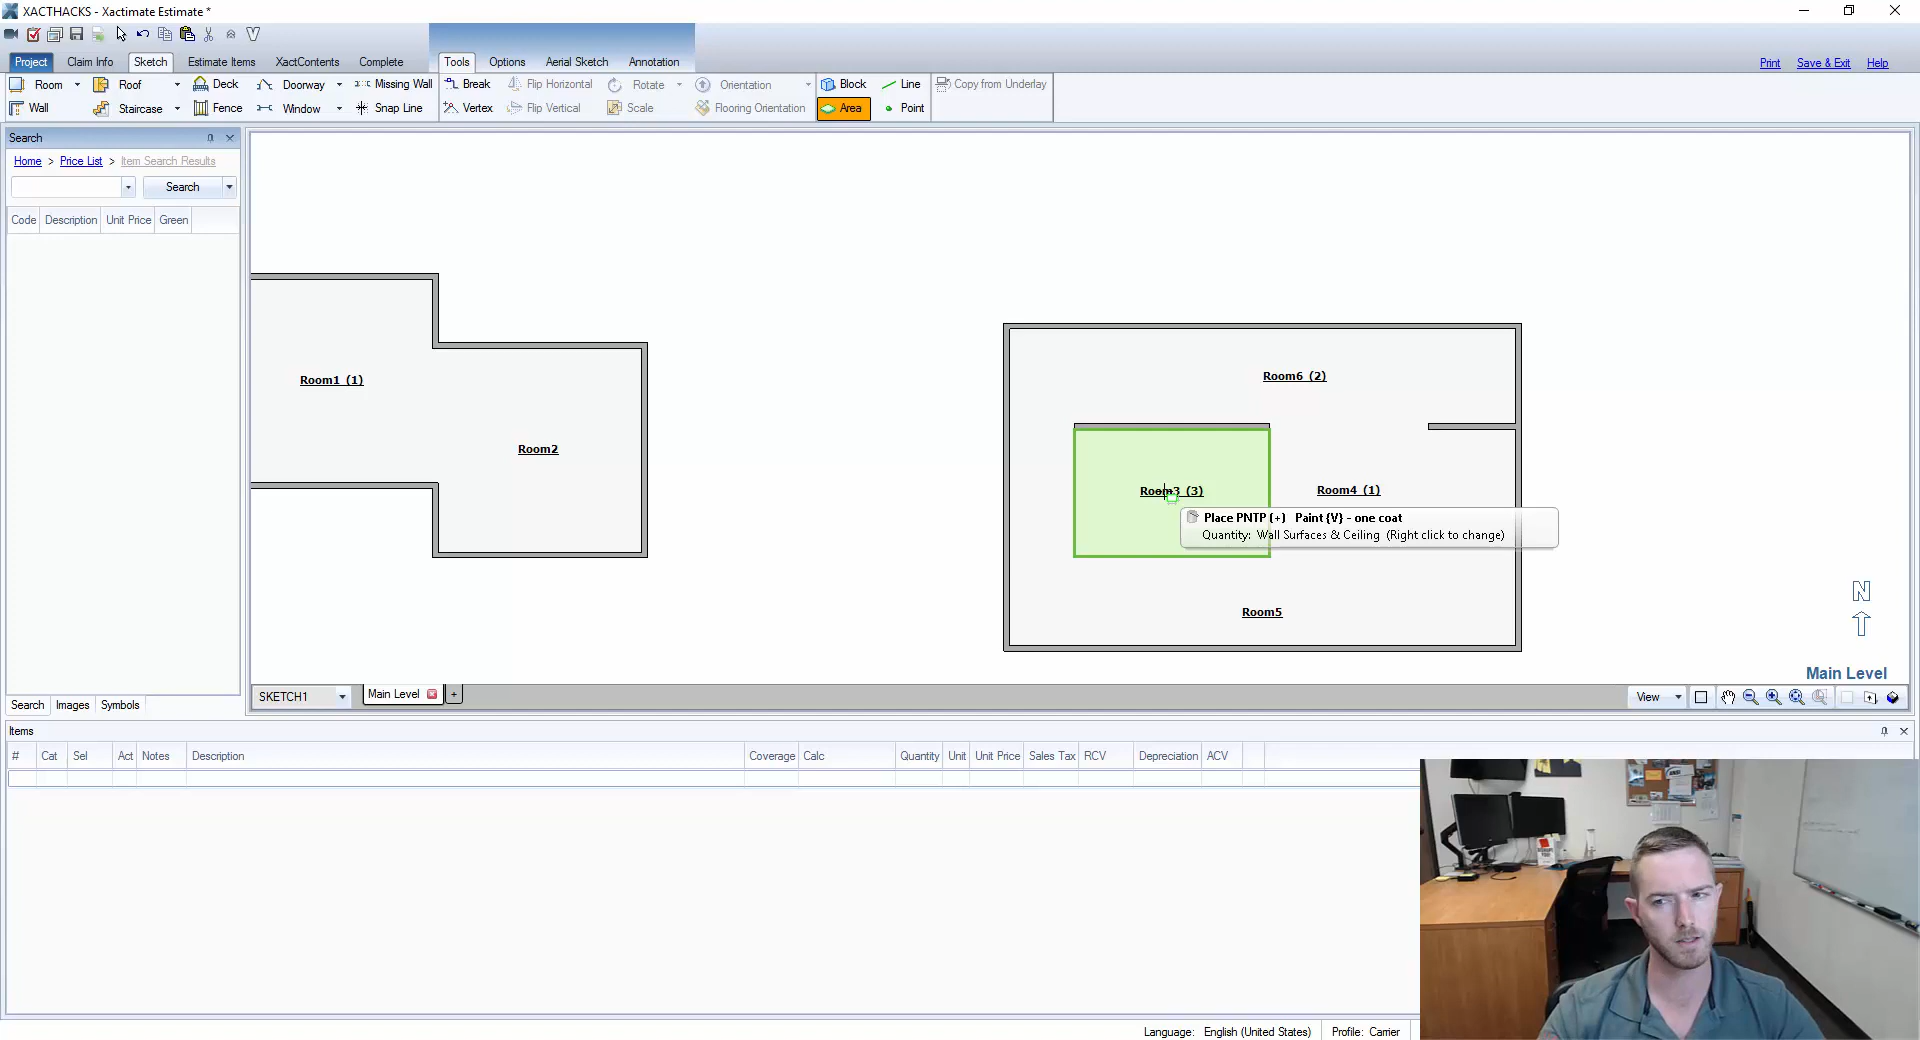 XACTHACKS - Xactimate Estimate *
Project Claim Info Sketch Estimate Items XactContents Complete Tools Options Aerial Sketch Annotation Print Save & Exit Help
Room Roof Deck Doorway Missing Wall Break Flip Horizontal Rotate Orientation Block Line Copy from Underlay
Wall Staircase Fence Window Snap Line Vertex Flip Vertical Scale Flooring Orientation Area Point
Search
Home > Price List > Item Search Results
Search
Code Description Unit Price Green
Room6 (2)
Room1 (1)
Room2
Room3 (3)
Room4 (1)
Place PNTP (+) Paint {V} - one coat
Quantity: Wall Surfaces & Ceiling (Right click to change)
Room5
N
Main Level
SKETCH1 Main Level + View
Search Images Symbols
Items
# Cat Sel Act Notes Description Coverage Calc Quantity Unit Unit Price Sales Tax RCV Depreciation ACV
Language: English (United States) Profile: Carrier